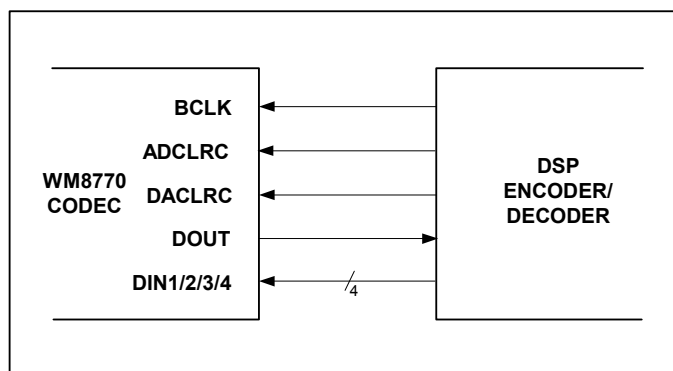 BCLK
ADCLRC
WM8770
CODEC
DACLRC
DOUT
DIN1/2/3/4
4
DSP
ENCODER/
DECODER